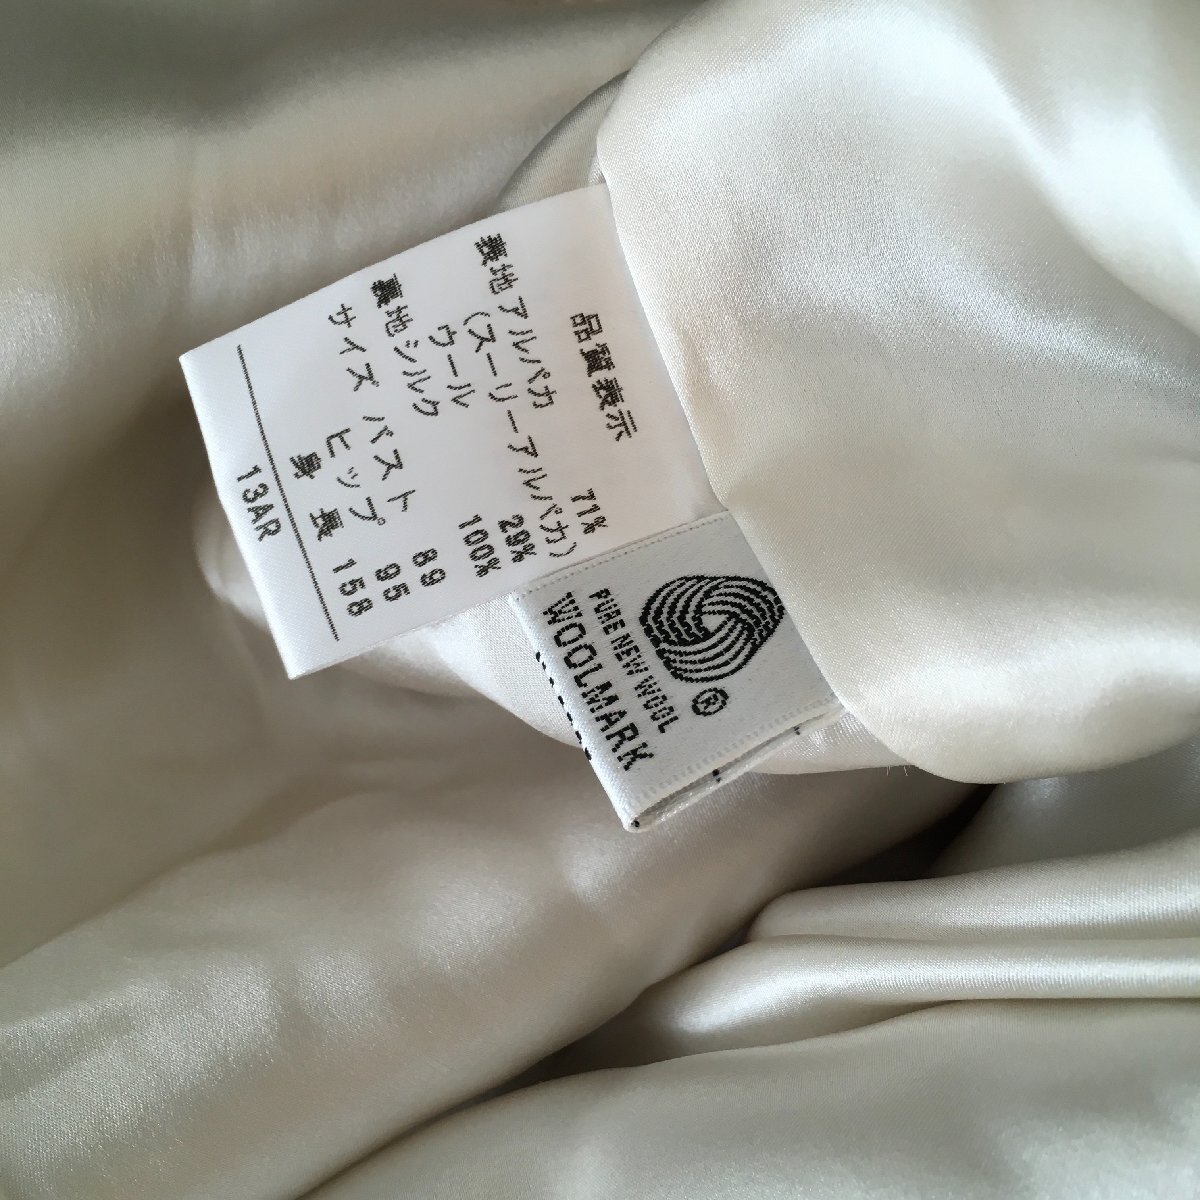 品質表示
表地 アルパカ 71%
(スーリーアルパカ)
ウール 29%
裏地 シルク 100%
サイズ バスト 89
ヒップ 95
身長 158
13AR
PURE NEW WOOL
WOOLMARK
®